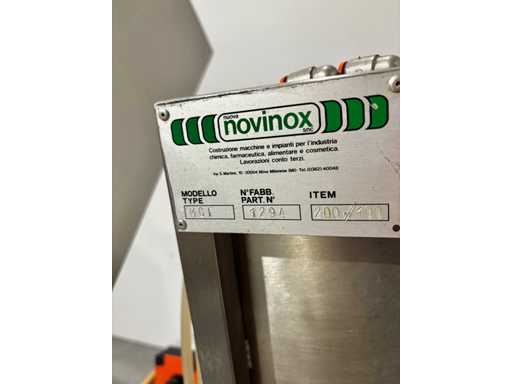 nuova
novinox
snc
Costruzione macchine e impianti per l'industria
chimica, farmaceutica, alimentare e cosmetica.
Lavorazioni conto terzi.
MODELLO
TYPE
N°FABB.
PART. N°
1294
ITEM